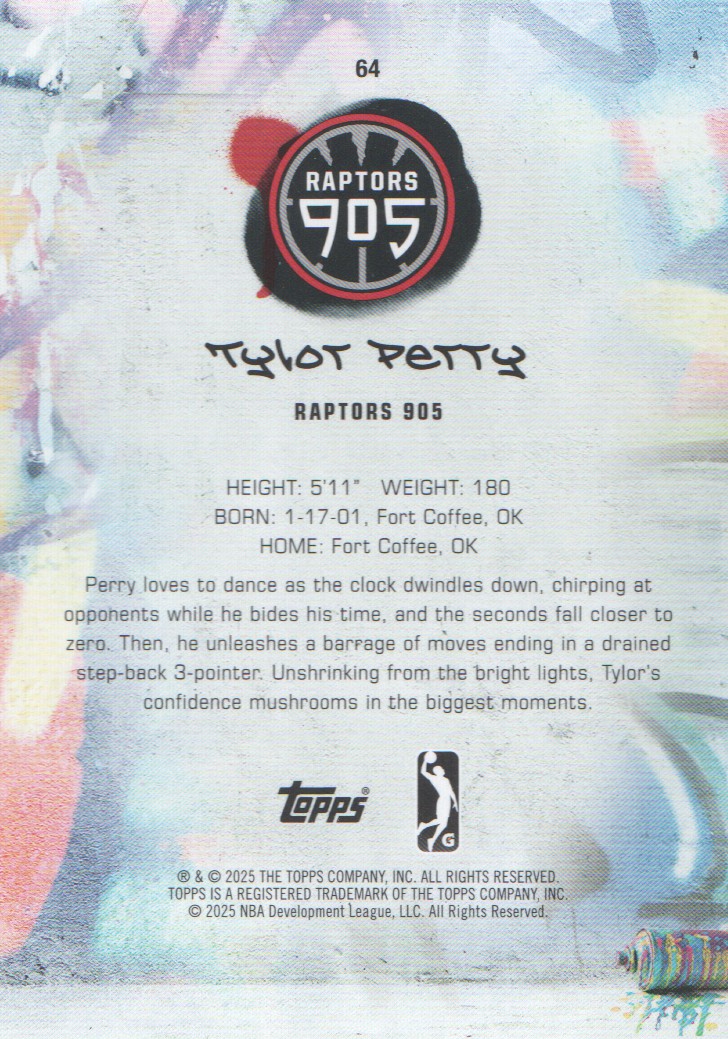 64
RAPTORS
905
Tylor Perry
RAPTORS 905
HEIGHT: 5'11" WEIGHT: 180
BORN: 1-17-01, Fort Coffee, OK
HOME: Fort Coffee, OK
Perry loves to dance as the clock dwindles down, chirping at
opponents while he bides his time, and the seconds fall closer to
zero. Then, he unleashes a barrage of moves ending in a drained
step-back 3-pointer. Unshrinking from the bright lights, Tylor's
confidence mushrooms in the biggest moments.
Topps®
G
® & © 2025 THE TOPPS COMPANY, INC. ALL RIGHTS RESERVED.
TOPPS IS A REGISTERED TRADEMARK OF THE TOPPS COMPANY, INC.
© 2025 NBA Development League, LLC. All Rights Reserved.